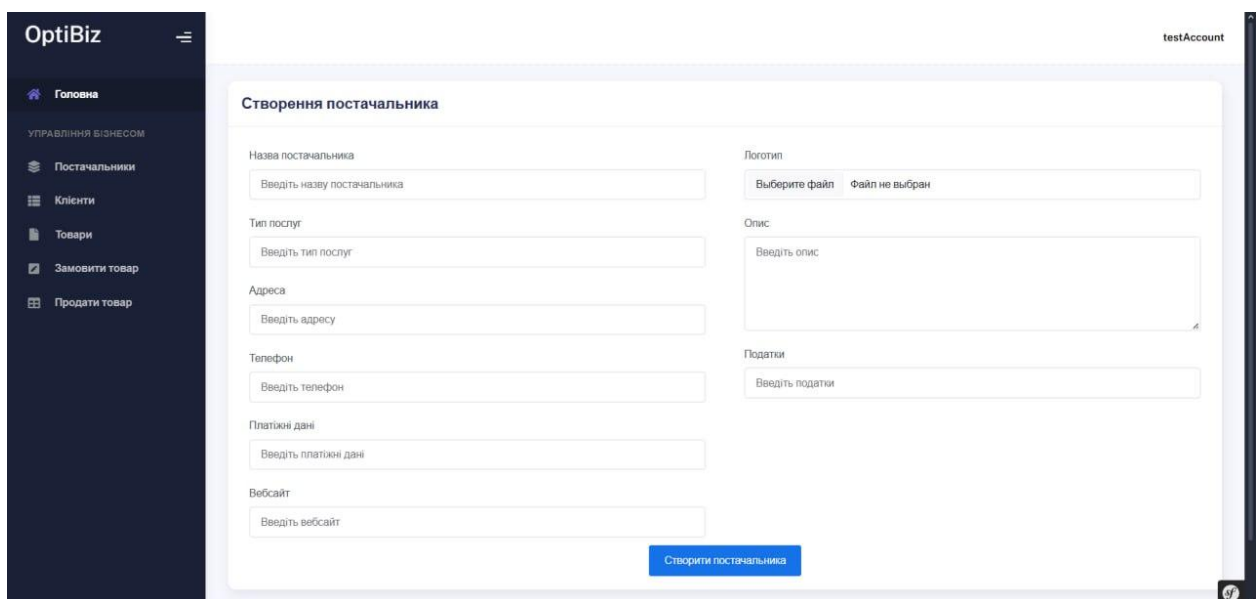 OptiBiz
testAccount
Головна
УПРАВЛІННЯ БІЗНЕСОМ
Постачальники
Клієнти
Товари
Замовити товар
Продати товар
Створення постачальника
Назва постачальника
Введіть назву постачальника
Тип послуг
Введіть тип послуг
Адреса
Введіть адресу
Телефон
Введіть телефон
Платіжні дані
Введіть платіжні дані
Вебсайт
Введіть вебсайт
Логотип
Выберите файл Файл не выбран
Опис
Введіть опис
Податки
Введіть податки
Створити постачальника
sf